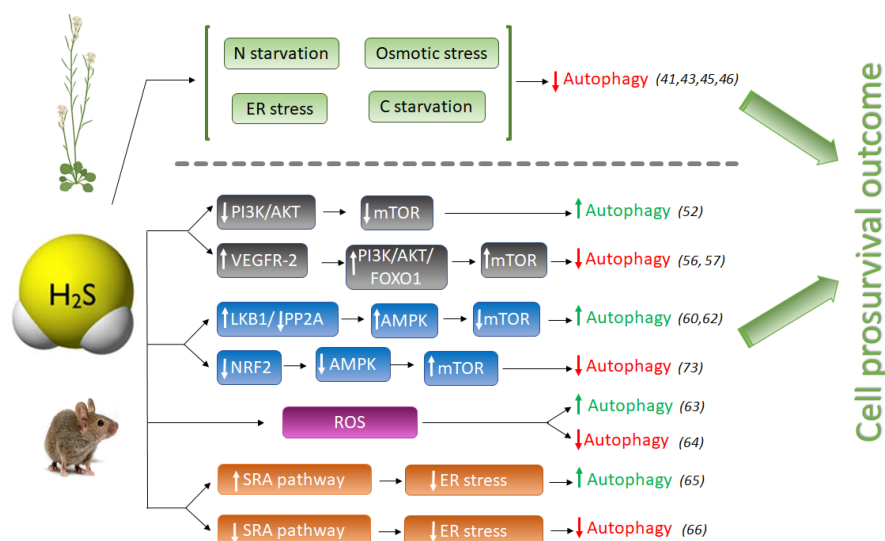 N starvation
Osmotic stress
ER stress
C starvation
Autophagy (41,43,45,46)
Cell prosurvival outcome
H₂S
PI3K/AKT
mTOR
Autophagy (52)
VEGFR-2
PI3K/AKT/
FOXO1
mTOR
Autophagy (56, 57)
LKB1/ PP2A
AMPK
mTOR
Autophagy (60,62)
NRF2
AMPK
mTOR
Autophagy (73)
ROS
Autophagy (63)
Autophagy (64)
SRA pathway
ER stress
Autophagy (65)
SRA pathway
ER stress
Autophagy (66)